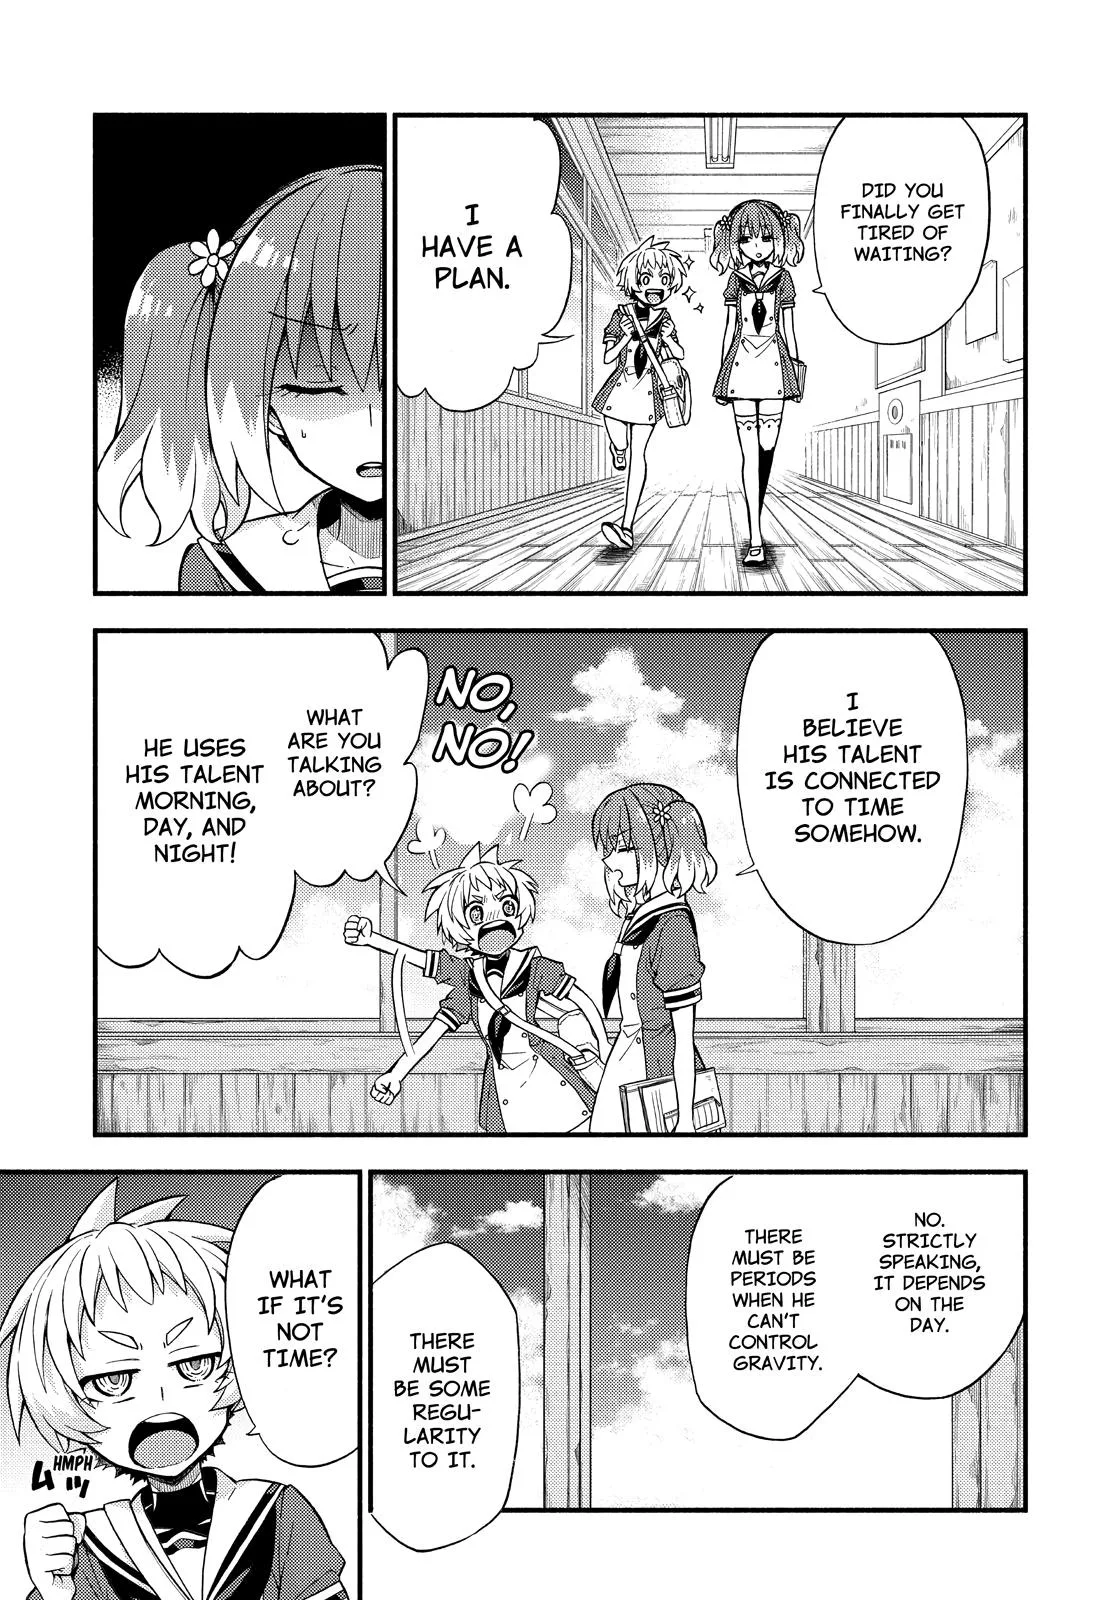 DID YOU
FINALLY GET
TIRED OF
WAITING?
I
HAVE A
PLAN.
I
BELIEVE
HIS TALENT
IS CONNECTED
TO TIME
SOMEHOW.
NO,
NO!
WHAT
ARE YOU
TALKING
ABOUT?
HE USES
HIS TALENT
MORNING,
DAY, AND
NIGHT!
NO.
STRICTLY
SPEAKING,
IT DEPENDS
ON THE
DAY.
THERE
MUST BE
PERIODS
WHEN HE
CAN'T
CONTROL
GRAVITY.
THERE
MUST
BE SOME
REGU-
LARITY
TO IT.
WHAT
IF IT'S
NOT
TIME?
HMPH
ムッ